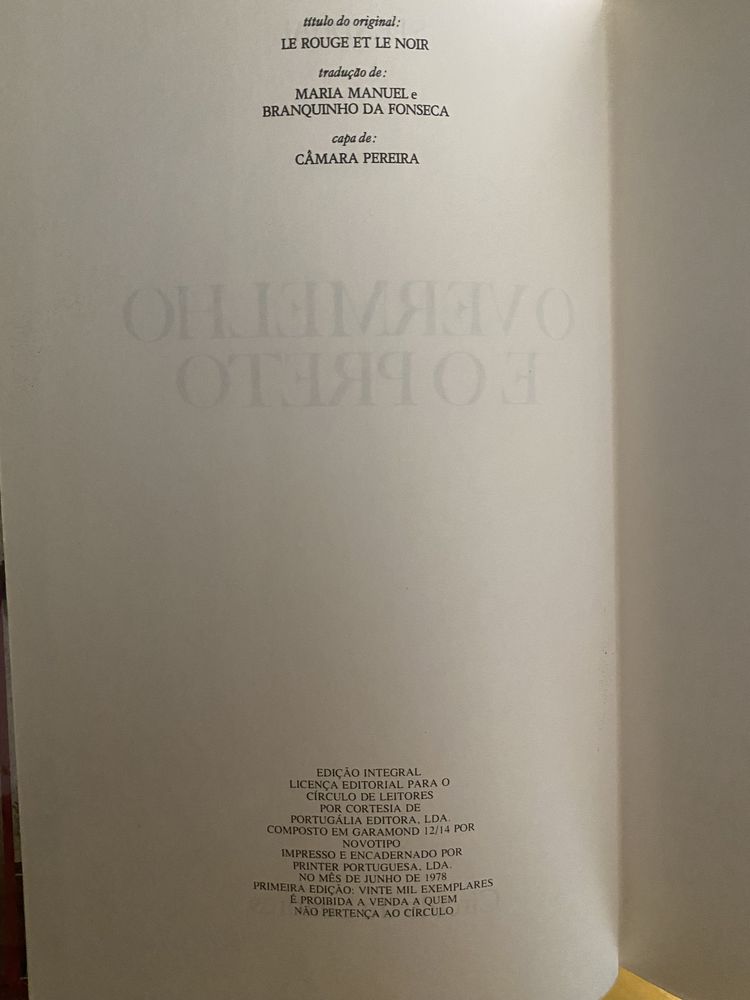 título do original:
LE ROUGE ET LE NOIR
tradução de:
MARIA MANUEL e
BRANQUINHO DA FONSECA
capa de:
CÂMARA PEREIRA
O VERMELHO
E O PRETO
EDIÇÃO INTEGRAL
LICENÇA EDITORIAL PARA O
CÍRCULO DE LEITORES
POR CORTESIA DE
PORTUGÁLIA EDITORA, LDA.
COMPOSTO EM GARAMOND 12/14 POR
NOVOTIPO
IMPRESSO E ENCADERNADO POR
PRINTER PORTUGUESA, LDA.
NO MÊS DE JUNHO DE 1978
PRIMEIRA EDIÇÃO: VINTE MIL EXEMPLARES
É PROIBIDA A VENDA A QUEM
NÃO PERTENÇA AO CÍRCULO